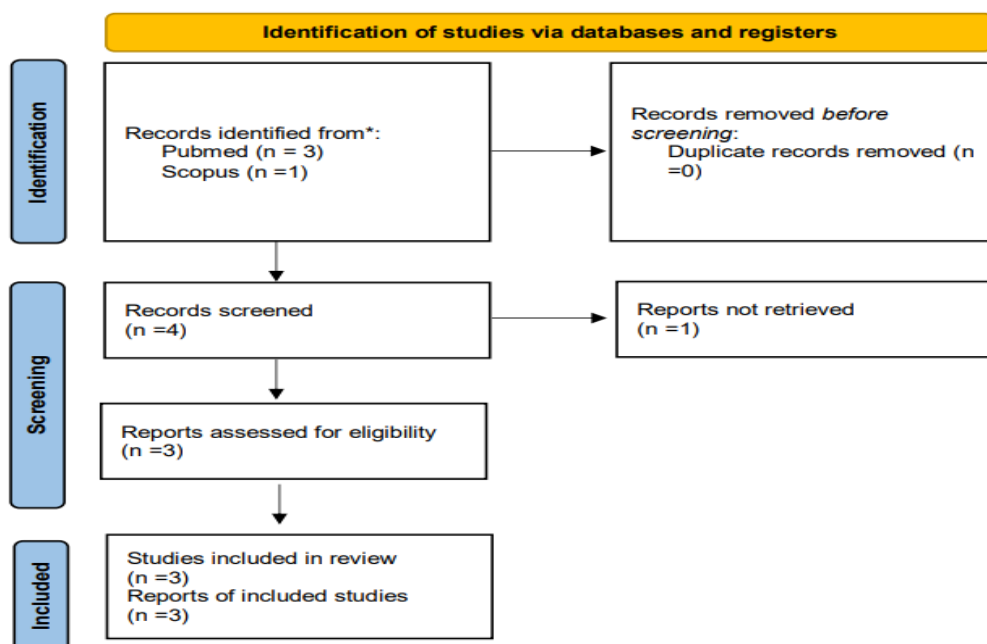 Identification of studies via databases and registers
Identification
Records identified from*:
Pubmed (n = 3)
Scopus (n =1)
Records removed before
screening:
Duplicate records removed (n
=0)
Screening
Records screened
(n =4)
Reports not retrieved
(n =1)
Reports assessed for eligibility
(n =3)
Included
Studies included in review
(n =3)
Reports of included studies
(n =3)